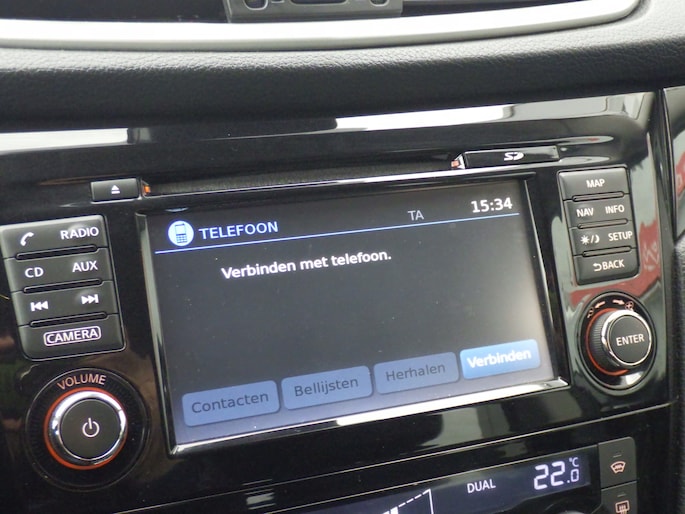 SD
MAP
NAV INFO
SETUP
BACK
ENTER
RADIO
CD AUX
CAMERA
VOLUME
TELEFOON TA 15:34
Verbinden met telefoon.
Contacten Bellijsten Herhalen Verbinden
DUAL 22.0 °C